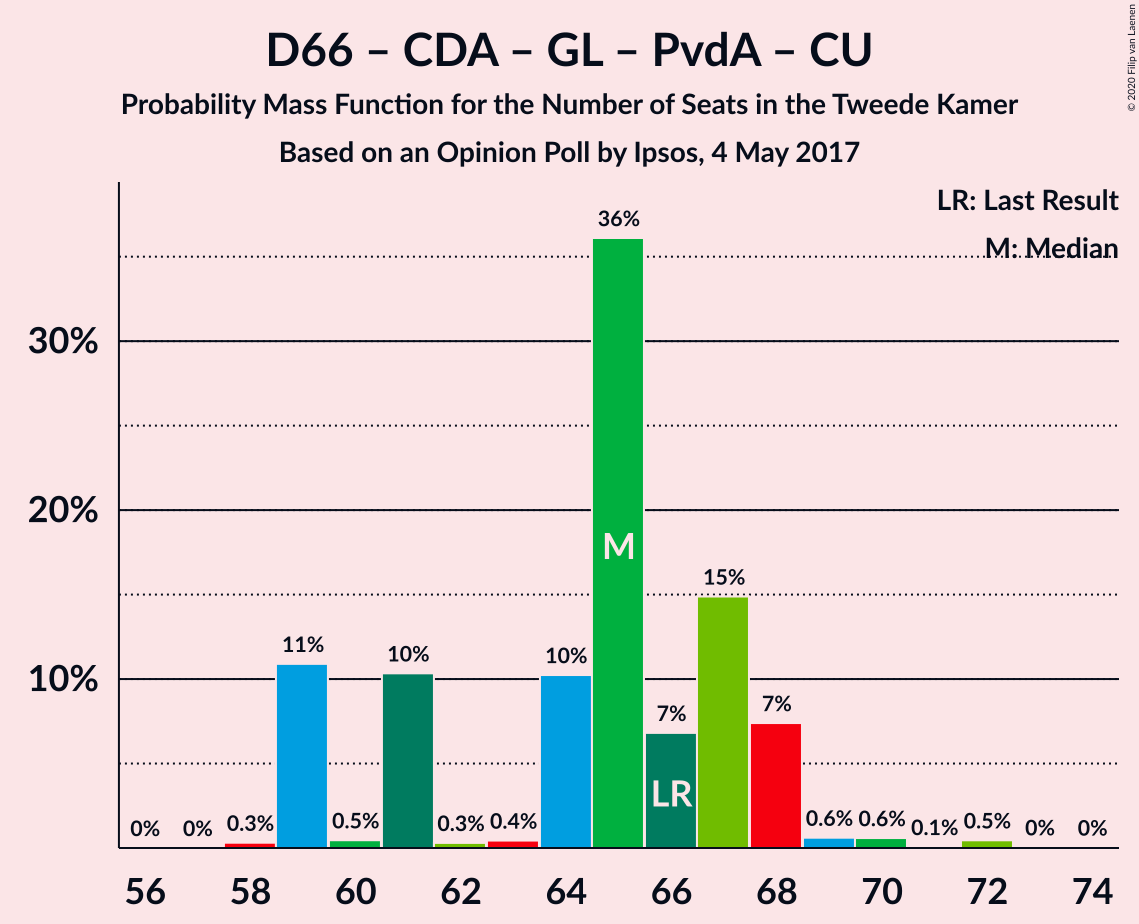 D66 – CDA – GL – PvdA – CU
Probability Mass Function for the Number of Seats in the Tweede Kamer
Based on an Opinion Poll by Ipsos, 4 May 2017
© 2020 Filip van Laenen
LR: Last Result
M: Median
30%
20%
10%
0%
0%
0.3%
11%
0.5%
10%
0.3%
0.4%
10%
36%
M
7%
LR
15%
7%
0.6%
0.6%
0.1%
0.5%
0%
0%
56 58 60 62 64 66 68 70 72 74